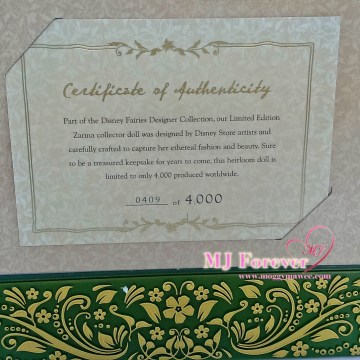 Certificate of Authenticity
Part of the Disney Fairies Designer Collection, our Limited Edition
Zarina collector doll was designed by Disney Store artists and
carefully crafted to capture her ethereal fashion and beauty. Sure
to be a treasured keepsake for years to come, this heirloom doll is
limited to only 4,000 produced worldwide.
0409 of 4,000
MJ Forever
www.moggymawee.com